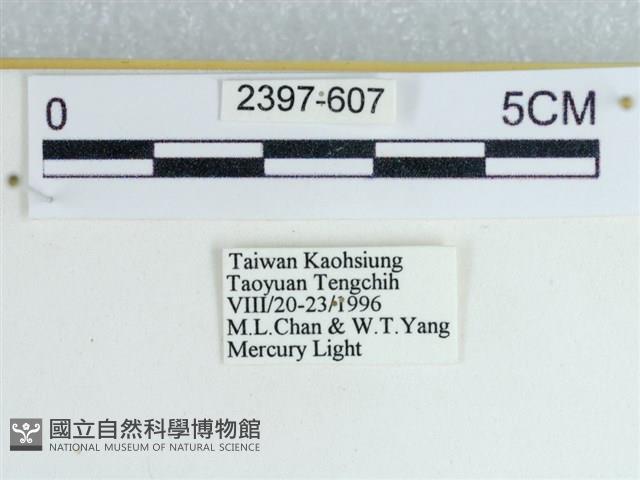 2397-607
0 5CM
Taiwan Kaohsiung
Taoyuan Tengchih
VIII/20-23/1996
M.L.Chan & W.T.Yang
Mercury Light
國立自然科學博物館
NATIONAL MUSEUM OF NATURAL SCIENCE